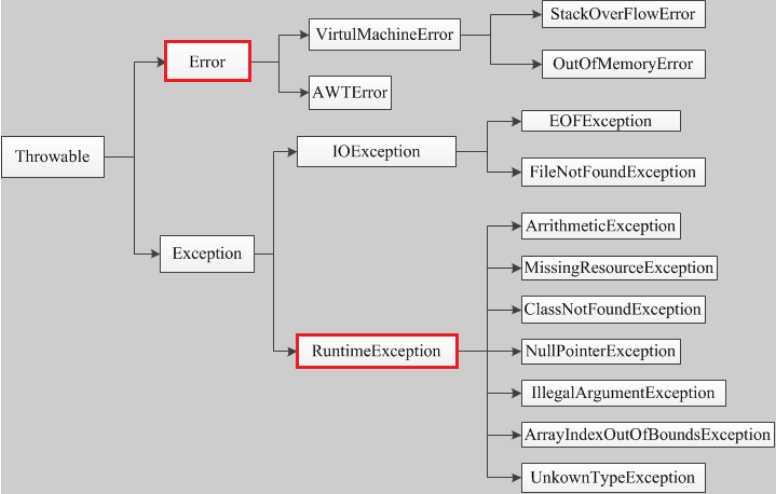 StackOverFlowError
VirtulMachineError
Error
OutOfMemoryError
AWTError
EOFException
IOException
Throwable
FileNotFoundException
ArrithmeticException
Exception
MissingResourceException
ClassNotFoundException
RuntimeException
NullPointerException
IllegalArgumentException
ArrayIndexOutOfBoundsException
UnkownTypeException